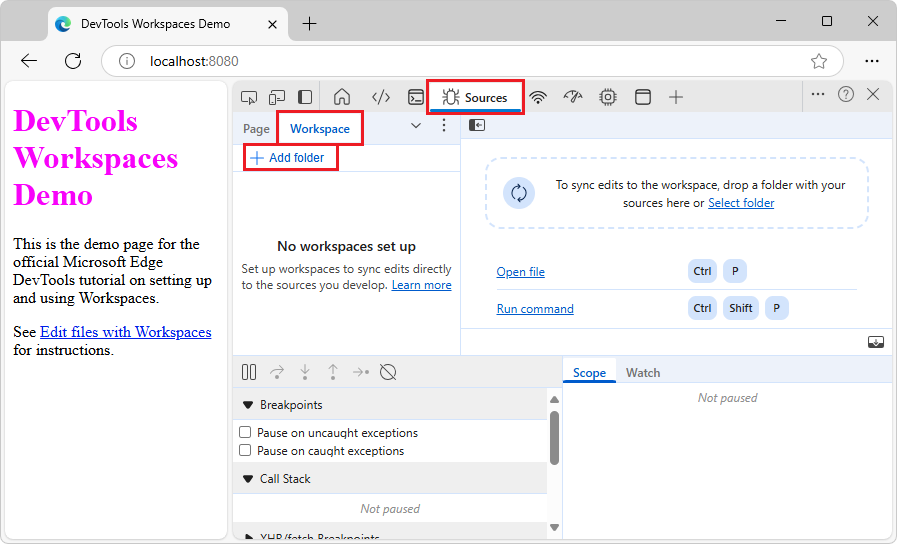 DevTools Workspaces Demo
localhost:8080
DevTools
Workspaces
Demo
This is the demo page for the
official Microsoft Edge
DevTools tutorial on setting up
and using Workspaces.
See Edit files with Workspaces
for instructions.
Sources
Page
Workspace
Add folder
No workspaces set up
Set up workspaces to sync edits directly
to the sources you develop. Learn more
To sync edits to the workspace, drop a folder with your
sources here or Select folder
Open file Ctrl P
Run command Ctrl Shift P
Breakpoints
Pause on uncaught exceptions
Pause on caught exceptions
Call Stack
Not paused
XHR/fetch Breakpoints
Scope Watch
Not paused